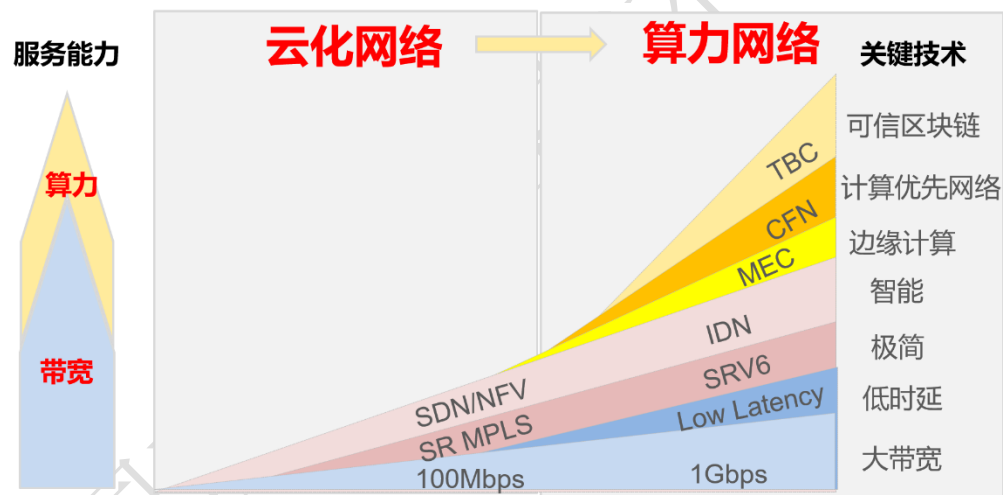 服务能力
云化网络
算力网络
关键技术
算力
带宽
TBC
CFN
MEC
IDN
SRV6
Low Latency
1Gbps
SDN/NFV
SR MPLS
100Mbps
可信区块链
计算优先网络
边缘计算
智能
极简
低时延
大带宽